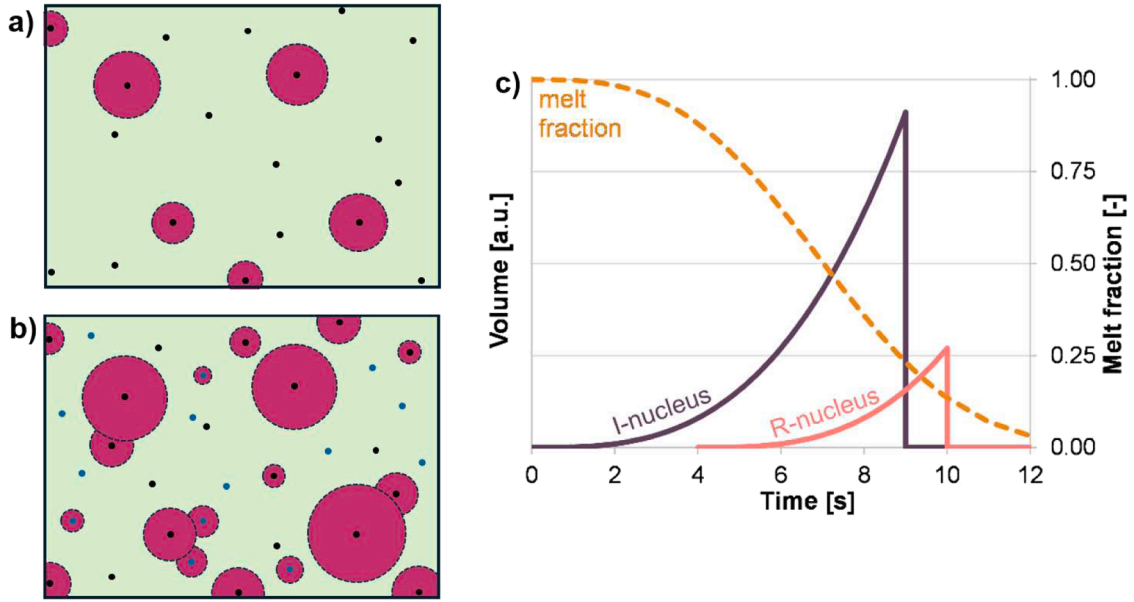 a)
b)
c)
melt
fraction
I-nucleus
R-nucleus
Volume [a.u.]
Melt fraction [-]
1.00
0.75
0.50
0.25
0.00
0 2 4 6 8 10 12
Time [s]